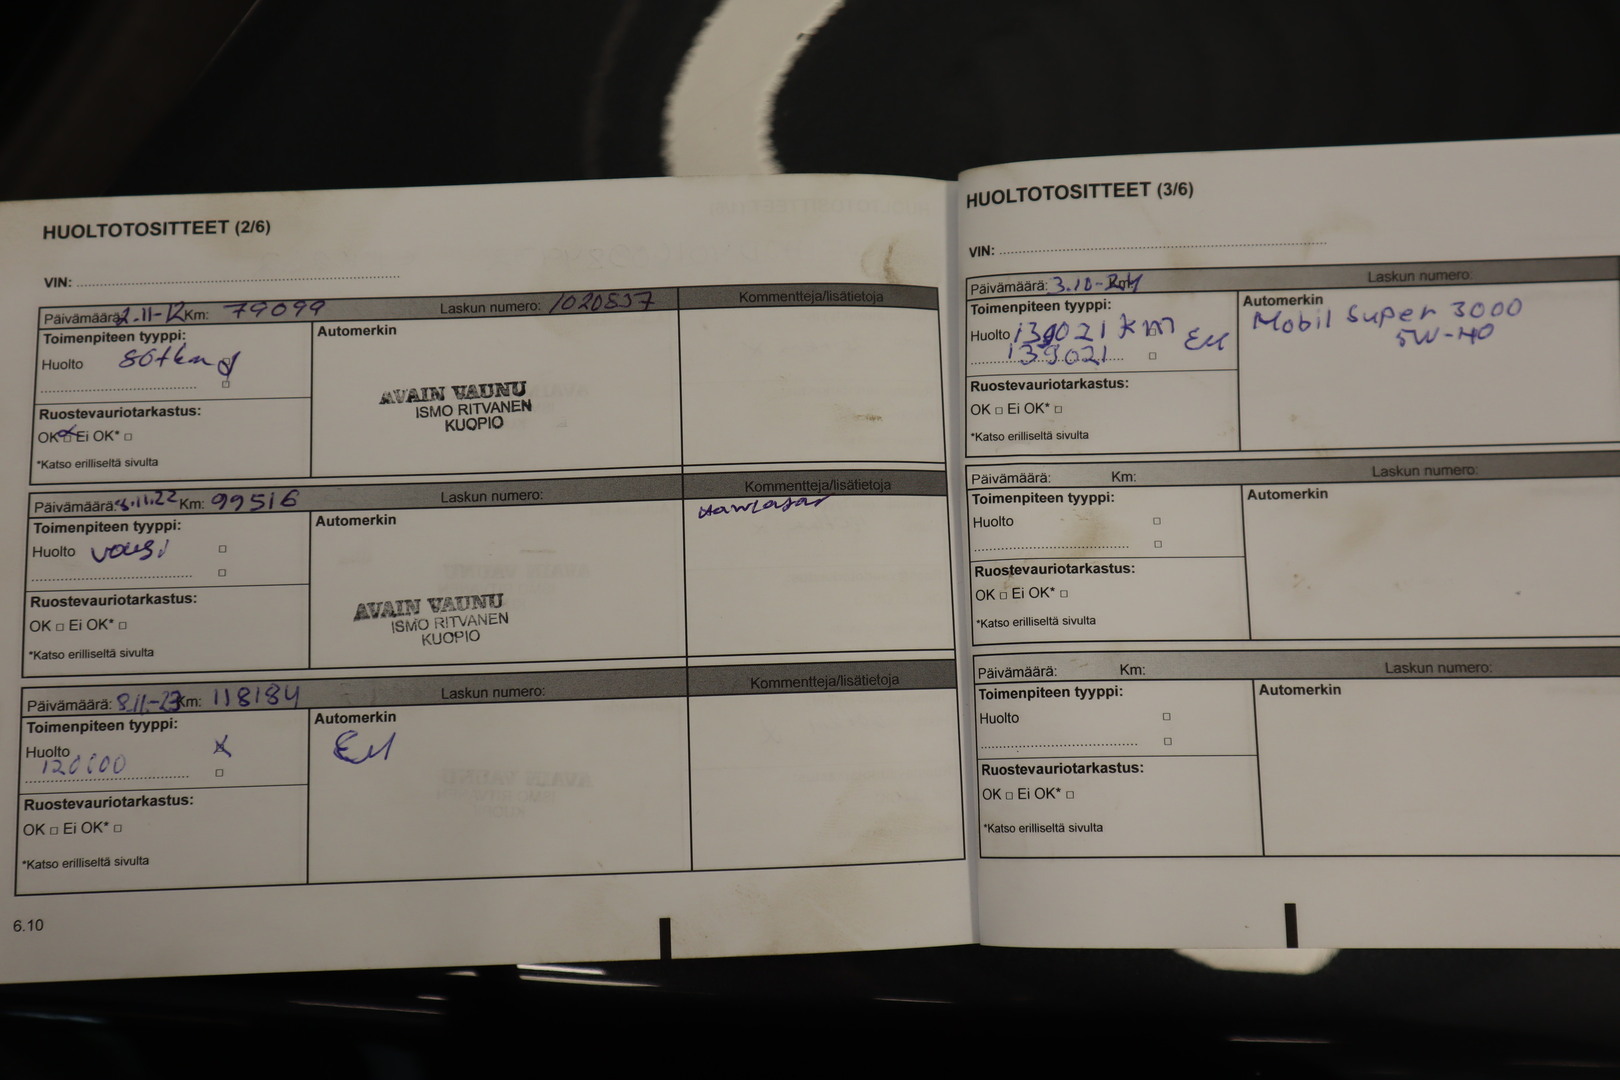 HUOLTOTOSITTEET (2/6)
VIN:
Päivämäärä: 2.11- Km: 79099 Laskun numero: 1020537 Kommentteja/lisätietoja
Toimenpiteen tyyppi: Automerkin
Huolto 80tkm
Ruostevauriotarkastus:
OK □ Ei OK* □
*Katso erilliseltä sivulta
AVAIN VAUNU
ISMO RITVANEN
KUOPIO
Päivämäärä: 8.11.22 Km: 99516 Laskun numero: Kommentteja/lisätietoja
Toimenpiteen tyyppi: Automerkin
Huolto vousi □
□
Ruostevauriotarkastus:
OK □ Ei OK* □
*Katso erilliseltä sivulta
AVAIN VAUNU
ISMO RITVANEN
KUOPIO
Päivämäärä: 8.11-23 Km: 118184 Laskun numero: Kommentteja/lisätietoja
Toimenpiteen tyyppi: Automerkin
Huolto x
120000 □
Ruostevauriotarkastus:
OK □ Ei OK* □
*Katso erilliseltä sivulta
6.10
HUOLTOTOSITTEET (3/6)
VIN:
Päivämäärä: 3.10- Km: Laskun numero:
Toimenpiteen tyyppi: Automerkin
Huolto 139021 km
139021 □
Mobil Super 3000
5W-40
Ruostevauriotarkastus:
OK □ Ei OK* □
*Katso erilliseltä sivulta
Päivämäärä: Km: Laskun numero:
Toimenpiteen tyyppi: Automerkin
Huolto □
□
Ruostevauriotarkastus:
OK □ Ei OK* □
*Katso erilliseltä sivulta
Päivämäärä: Km: Laskun numero:
Toimenpiteen tyyppi: Automerkin
Huolto □
□
Ruostevauriotarkastus:
OK □ Ei OK* □
*Katso erilliseltä sivulta